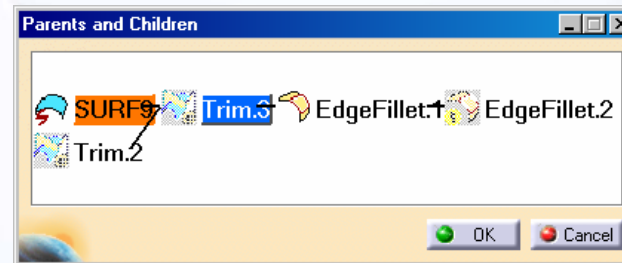 Parents and Children
SURF9 Trim.3 EdgeFillet.1 EdgeFillet.2
Trim.2
OK Cancel